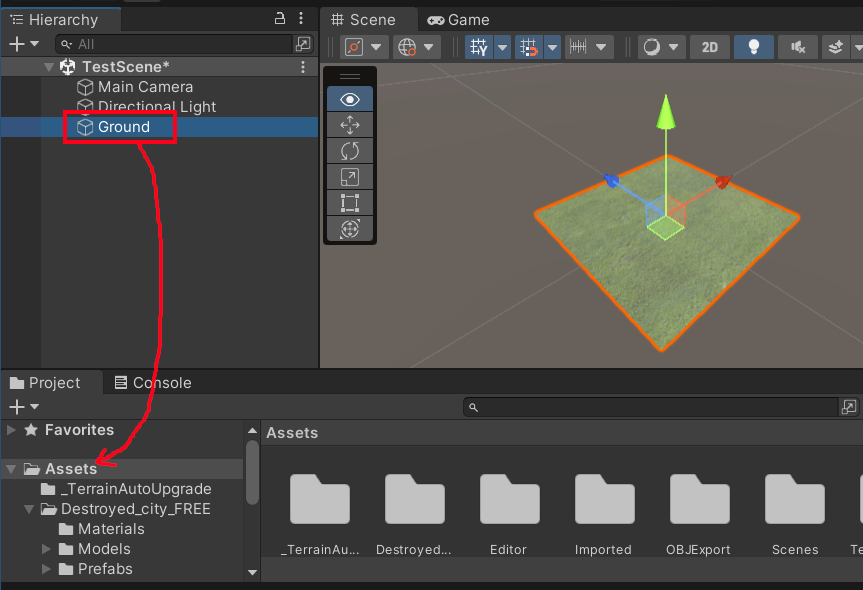 Hierarchy
Scene
Game
All
2D
TestScene*
Main Camera
Directional Light
Ground
Project
Console
Favorites
Assets
Assets
_TerrainAutoUpgrade
Destroyed_city_FREE
Materials
Models
Prefabs
_TerrainAu...
Destroyed...
Editor
Imported
OBJExport
Scenes